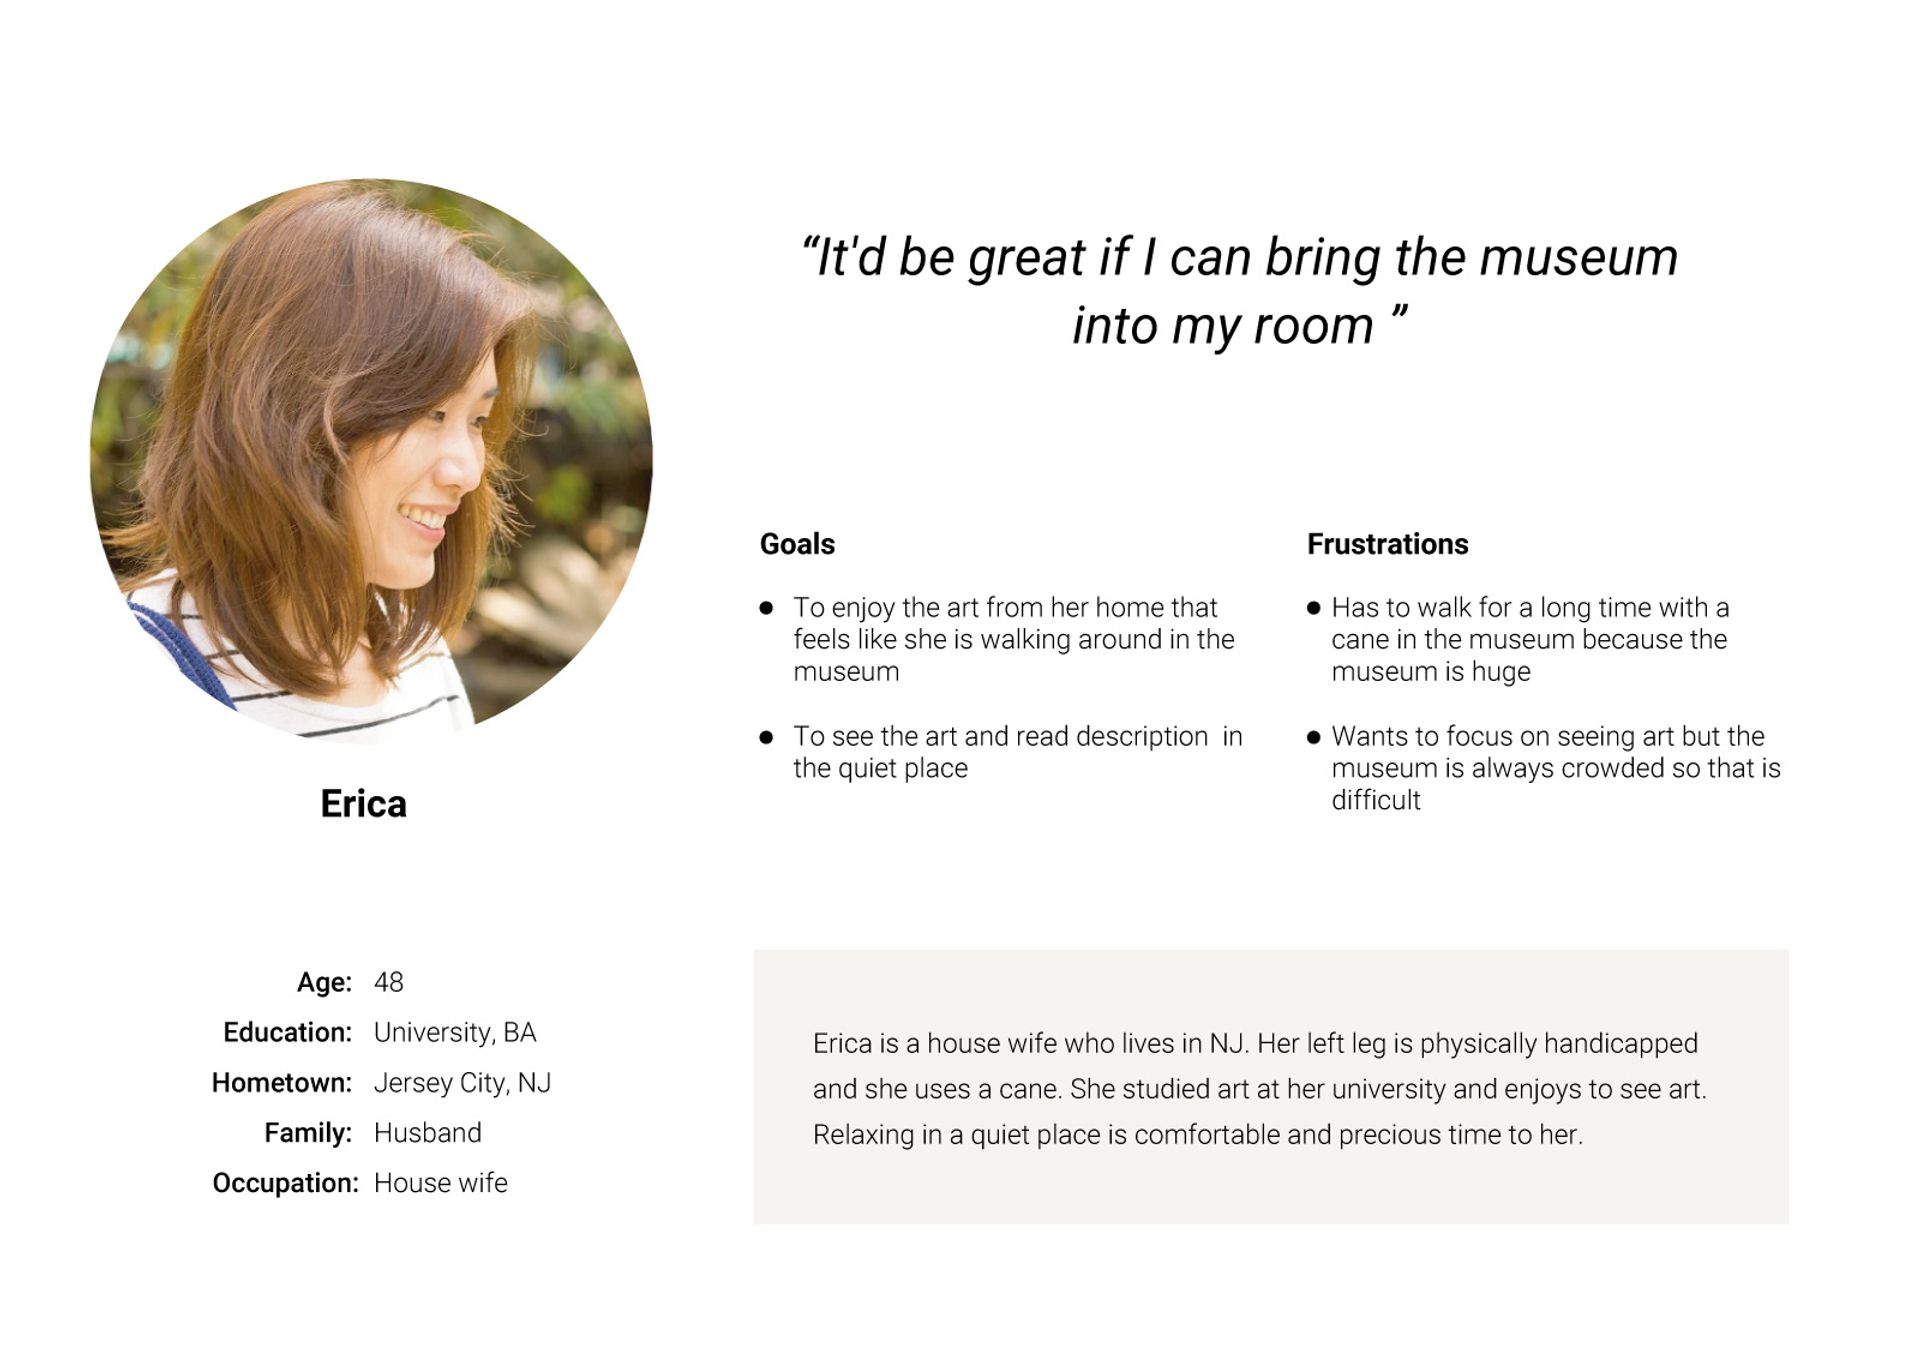 “It'd be great if I can bring the museum
into my room ”
Erica
Age: 48
Education: University, BA
Hometown: Jersey City, NJ
Family: Husband
Occupation: House wife
Goals
● To enjoy the art from her home that
feels like she is walking around in the
museum
● To see the art and read description  in
the quiet place
Frustrations
● Has to walk for a long time with a
cane in the museum because the
museum is huge
● Wants to focus on seeing art but the
museum is always crowded so that is
difficult
Erica is a house wife who lives in NJ. Her left leg is physically handicapped
and she uses a cane. She studied art at her university and enjoys to see art.
Relaxing in a quiet place is comfortable and precious time to her.